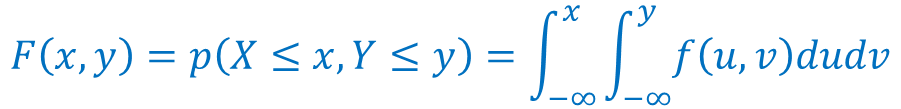 F(x, y) = p(X ≤ x, Y ≤ y) = ∫_{-∞}^{x} ∫_{-∞}^{y} f(u, v)dudv